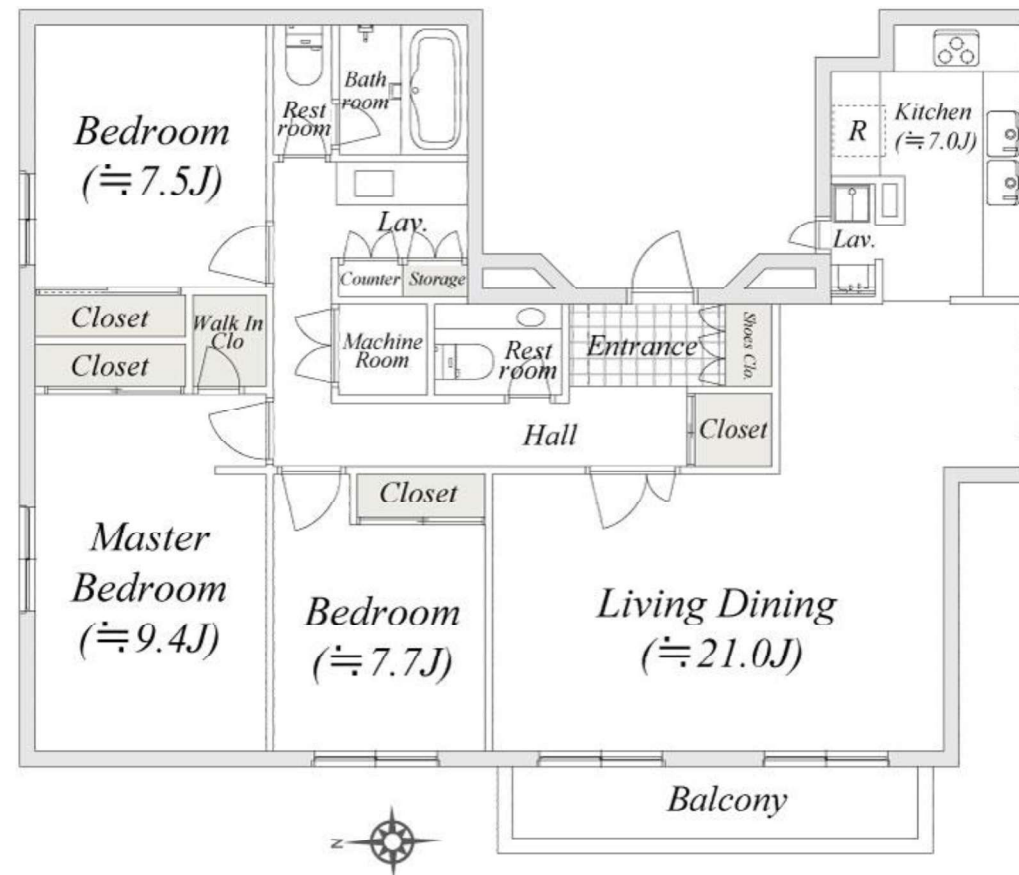 Bedroom
(≒7.5J)
Rest
room
Bath
room
Lav.
Counter
Storage
Kitchen
(≒7.0J)
R
Lav.
Closet
Closet
Walk In
Clo
Machine
Room
Rest
room
Entrance
Shoes Clo.
Hall
Closet
Closet
Master
Bedroom
(≒9.4J)
Bedroom
(≒7.7J)
Living Dining
(≒21.0J)
Balcony
N